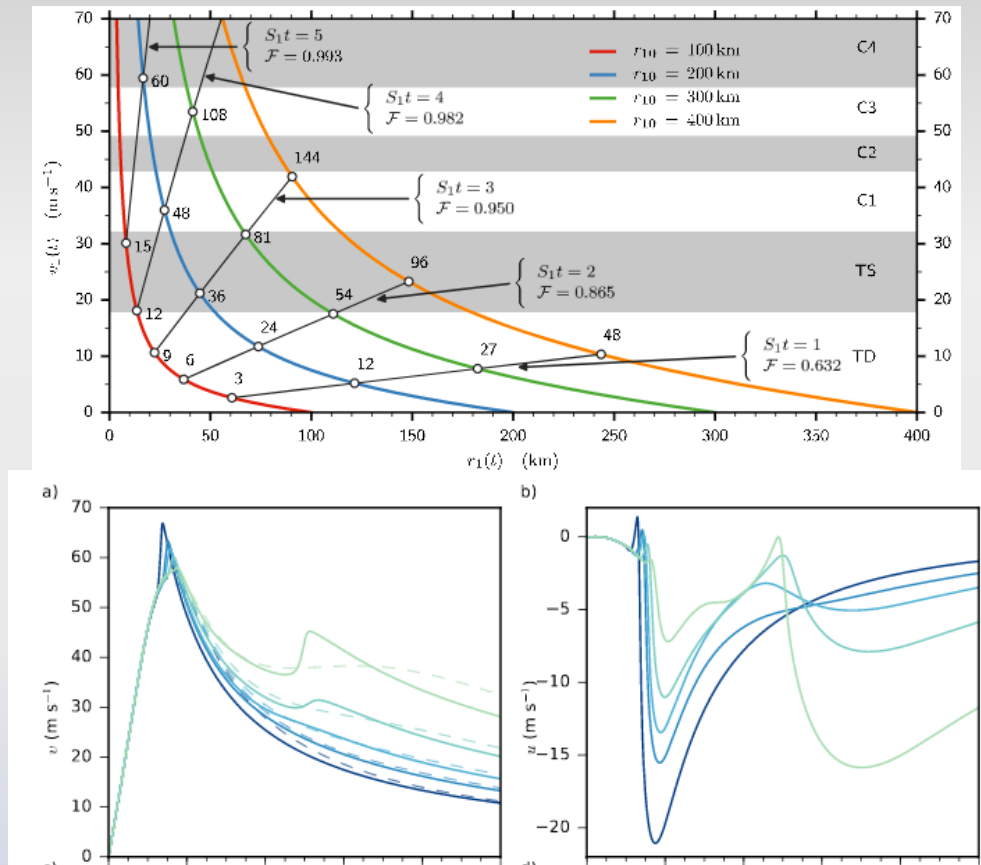 70
60
50
40
30
20
10
0
v₁(t) (m s⁻¹)
0 50 100 150 200 250 300 350 400
r₁(t) (km)
70
60
50
40
30
20
10
0
C4
C3
C2
C1
TS
TD
r₁₀ = 100 km
r₁₀ = 200 km
r₁₀ = 300 km
r₁₀ = 400 km
S₁t = 5
F = 0.993
S₁t = 4
F = 0.982
S₁t = 3
F = 0.950
S₁t = 2
F = 0.865
S₁t = 1
F = 0.632
60
108
144
15
48
81
96
12
36
54
9
6
24
48
3
12
27
a)
70
60
50
40
30
20
10
0
v (m s⁻¹)
b)
0
−5
−10
−15
−20
u (m s⁻¹)